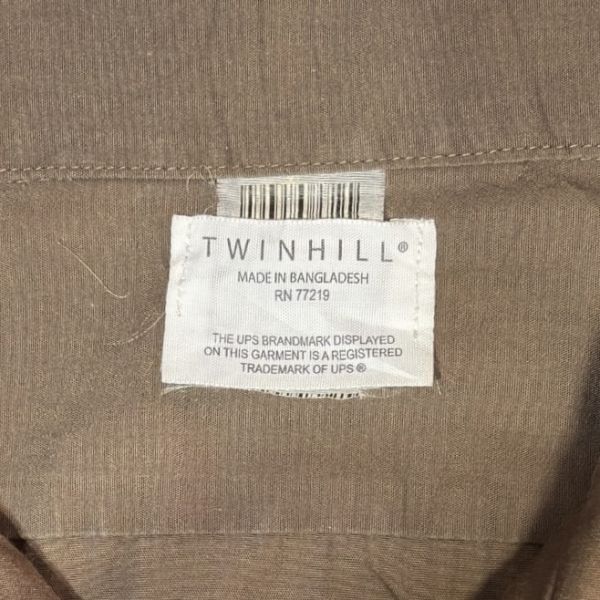 TWINHILL®
MADE IN BANGLADESH
RN 77219
THE UPS BRANDMARK DISPLAYED
ON THIS GARMENT IS A REGISTERED
TRADEMARK OF UPS ®